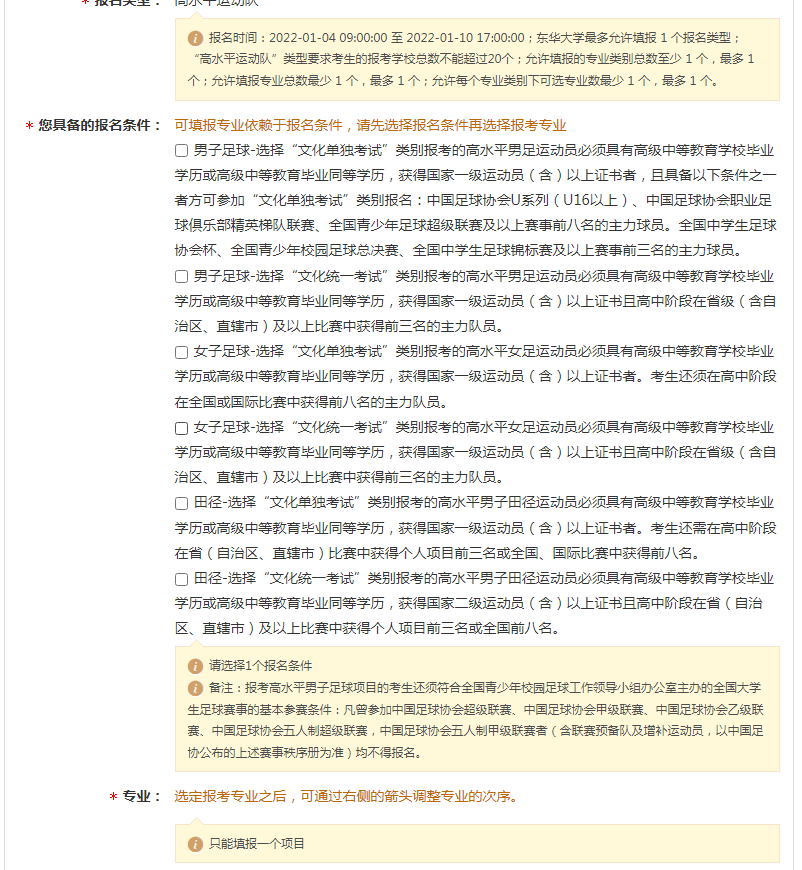 * 报名类型： 高水平运动队
报名时间：2022-01-04 09:00:00 至 2022-01-10 17:00:00；东华大学最多允许填报 1 个报名类型；
“高水平运动队”类型要求考生的报考学校总数不能超过20个；允许填报的专业类别总数至少 1 个，最多 1
个；允许填报专业总数最少 1 个，最多 1 个；允许每个专业类别下可选专业数最少 1 个，最多 1 个。
* 您具备的报名条件： 可填报专业依赖于报名条件，请先选择报名条件再选择报考专业
男子足球-选择“文化单独考试”类别报考的高水平男足运动员必须具有高级中等教育学校毕业
学历或高级中等教育毕业同等学历，获得国家一级运动员（含）以上证书者，且具备以下条件之一
者方可参加“文化单独考试”类别报名：中国足球协会U系列（U16以上）、中国足球协会职业足
球俱乐部精英梯队联赛、全国青少年足球超级联赛及以上赛事前八名的主力球员。全国中学生足球
协会杯、全国青少年校园足球总决赛、全国中学生足球锦标赛及以上赛事前三名的主力球员。
男子足球-选择“文化统一考试”类别报考的高水平男足运动员必须具有高级中等教育学校毕业
学历或高级中等教育毕业同等学历，获得国家一级运动员（含）以上证书且高中阶段在省级（含自
治区、直辖市）及以上比赛中获得前三名的主力队员。
女子足球-选择“文化单独考试”类别报考的高水平女足运动员必须具有高级中等教育学校毕业
学历或高级中等教育毕业同等学历，获得国家一级运动员（含）以上证书者。考生还须在高中阶段
在全国或国际比赛中获得前八名的主力队员。
女子足球-选择“文化统一考试”类别报考的高水平女足运动员必须具有高级中等教育学校毕业
学历或高级中等教育毕业同等学历，获得国家一级运动员（含）以上证书且高中阶段在省级（含自
治区、直辖市）及以上比赛中获得前三名的主力队员。
田径-选择“文化单独考试”类别报考的高水平男子田径运动员必须具有高级中等教育学校毕业
学历或高级中等教育毕业同等学历，获得国家一级运动员（含）以上证书者。考生还需在高中阶段
在省（自治区、直辖市）比赛中获得个人项目前三名或全国、国际比赛中获得前八名。
田径-选择“文化统一考试”类别报考的高水平男子田径运动员必须具有高级中等教育学校毕业
学历或高级中等教育毕业同等学历，获得国家二级运动员（含）以上证书且高中阶段在省（自治
区、直辖市）及以上比赛中获得个人项目前三名或全国前八名。
请选择1个报名条件
备注：报考高水平男子足球项目的考生还须符合全国青少年校园足球工作领导小组办公室主办的全国大学
生足球赛事的基本参赛条件：凡曾参加中国足球协会超级联赛、中国足球协会甲级联赛、中国足球协会乙级联
赛、中国足球协会五人制超级联赛，中国足球协会五人制甲级联赛者（含联赛预备队及增补运动员，以中国足
协公布的上述赛事秩序册为准）均不得报名。
* 专业： 选定报考专业之后，可通过右侧的箭头调整专业的次序。
只能填报一个项目